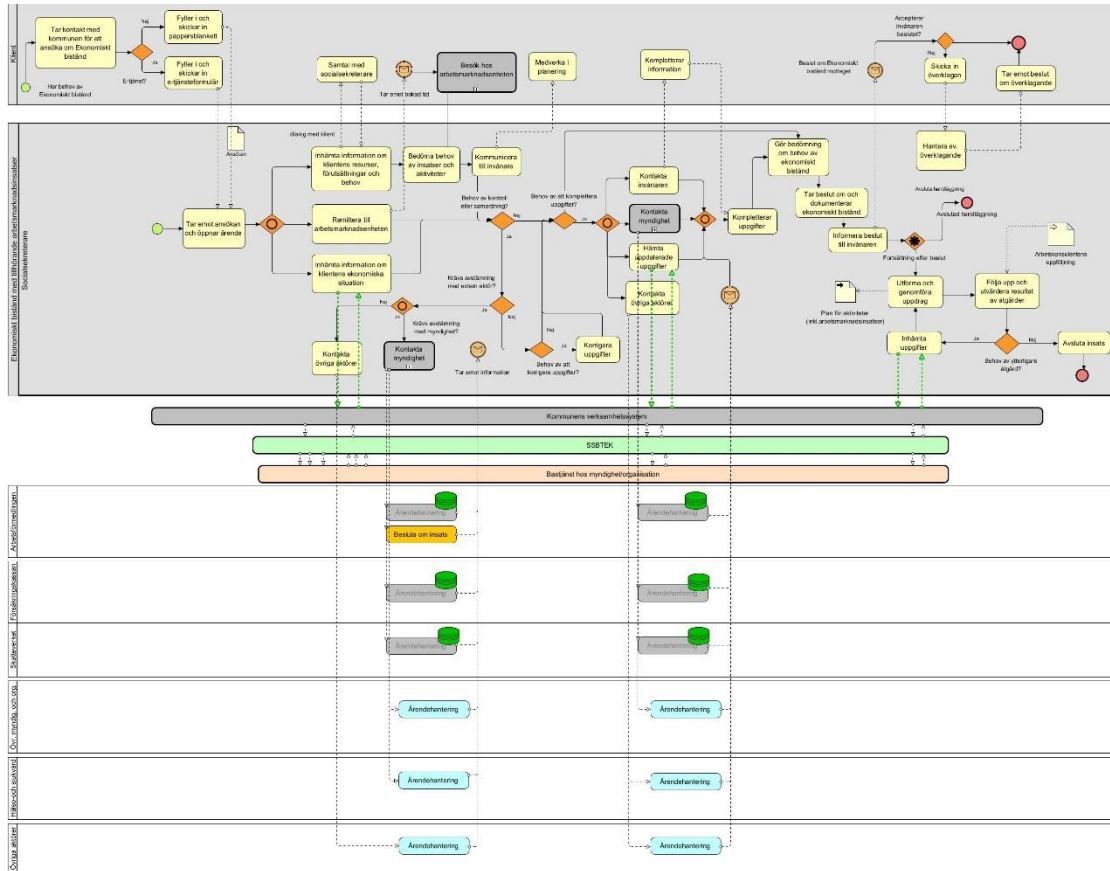 Klient
Tar kontakt med
kommunen för att
ansöka om Ekonomiskt
bistånd
Har behov av
Ekonomiskt bistånd
E-tjänst?
Nej
Ja
Fyller i och
skickar in
pappersblankett
Fyller i och
skickar in
e-tjänsteformulär
Samtal med
socialsekreterare
Tar emot bokad tid
Besök hos
arbetsmarknadsenheten
Medverka i
planering
Kompletterar
information
Beslut om Ekonomiskt
bistånd mottaget
Accepterar
invånaren
beslutet?
Ja
Nej
Skicka in
överklagan
Tar emot beslut
om överklagande
Ekonomiskt bistånd med tillhörande arbetsmarknadsinsatser
Socialsekreterare
Ansökan
Tar emot ansökan
och öppnar ärende
dialog med klient
Inhämta information om
klientens resurser,
förutsättningar och
behov
Remittera till
arbetsmarknadsenheten
Inhämta information om
klientens ekonomiska
situation
Bedöma behov
av insatser och
aktiviteter
Kommunicera
till invånare
Behov av kontroll
eller samordning?
Nej
Ja
Krävs avstämning
med extern aktör?
Nej
Ja
Krävs avstämning
med myndighet?
Nej
Kontakta
övriga aktörer
Kontakta
myndighet
Tar emot information
Nej
Ja
Behov av att
korrigera uppgifter?
Korrigera
uppgifter
Behov av att komplettera
uppgifter?
Ja
Kontakta
invånaren
Kontakta
myndighet
Hämta
uppdaterade
uppgifter
Kontakta
övriga aktörer
Kompletterar
uppgifter
Gör bedömning
om behov av
ekonomiskt
bistånd
Tar beslut om och
dokumenterar
ekonomiskt bistånd
Informera beslut
till invånaren
Hantera av.
överklagande
Avsluta handläggning
Avslutad handläggning
Fortsättning efter beslut
Arbetskonsulentens
uppföljning
Plan för aktiviteter
(inkl.arbetsmarknadsinsatser)
Utforma och
genomföra
uppdrag
Följa upp och
utvärdera resultat
av åtgärder
Inhämta
uppgifter
Ja
Nej
Behov av ytterligare
åtgärd?
Avsluta insats
Kommunens verksamhetssystem
SSBTEK
Bastjänst hos myndighet/organisation
Arbetsförmedlingen
Ärendehantering
Ärendehantering
Besluta om insats
Försäkringskassan
Ärendehantering
Ärendehantering
Skatteverket
Ärendehantering
Ärendehantering
Övr. myndig. och org.
Ärendehantering
Ärendehantering
Hälso-och sjukvård
Ärendehantering
Ärendehantering
Övriga aktörer
Ärendehantering
Ärendehantering